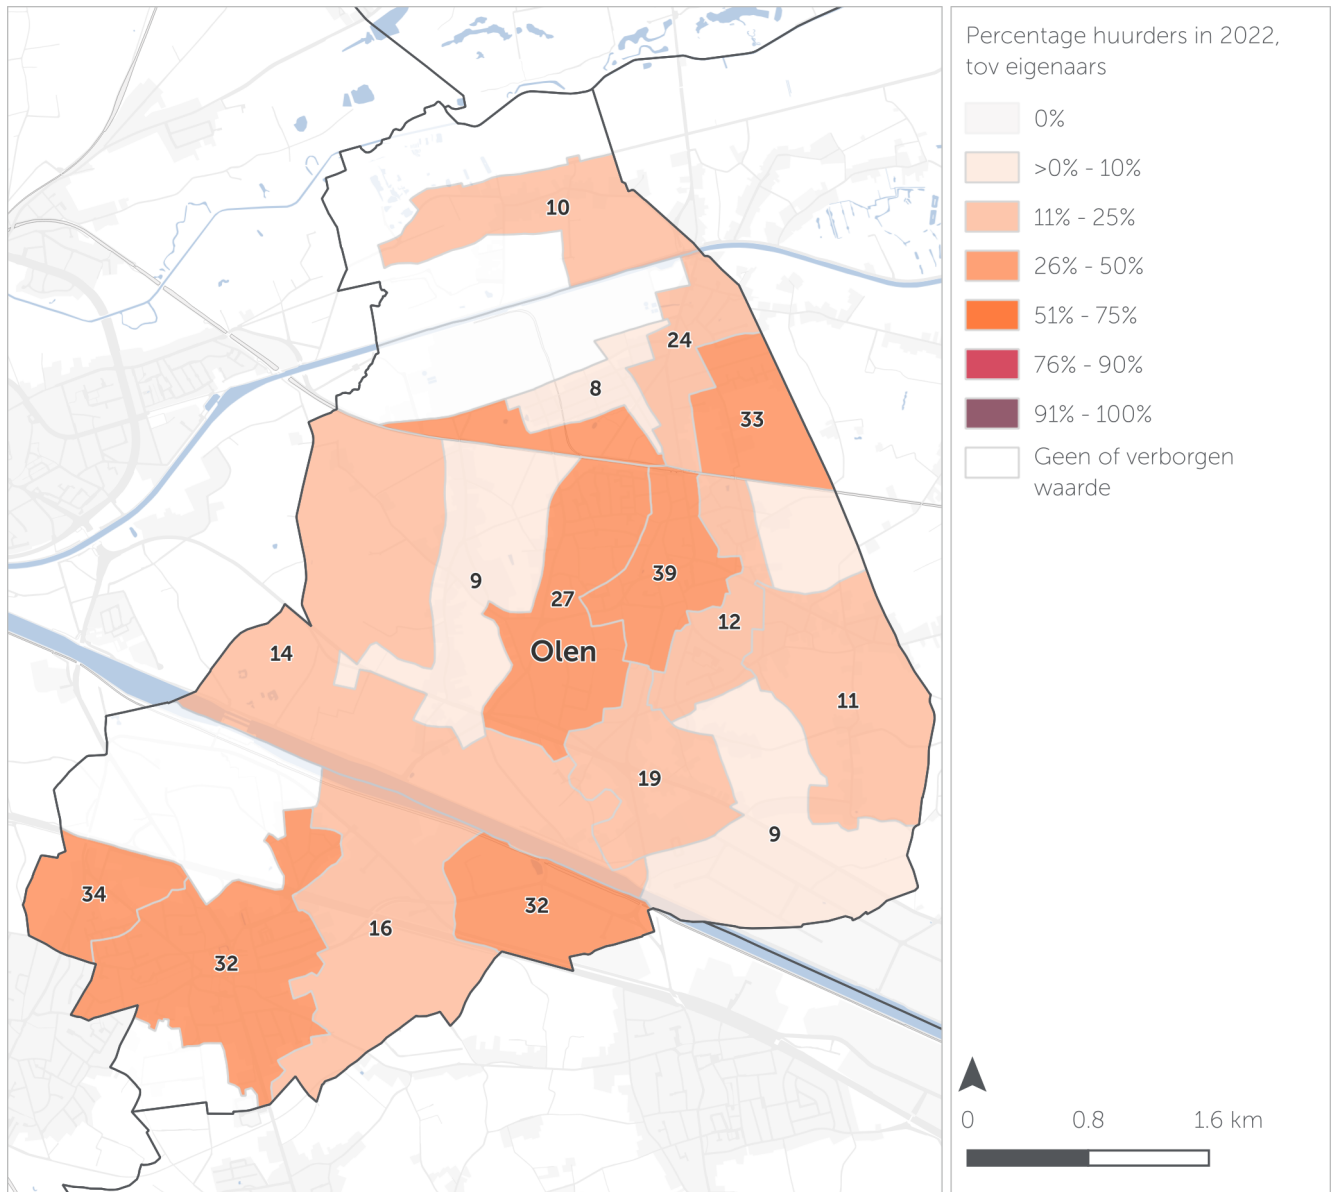 Percentage huurders in 2022,
tov eigenaars
0%
>0% - 10%
11% - 25%
26% - 50%
51% - 75%
76% - 90%
91% - 100%
Geen of verborgen
waarde
10
24
8
33
9
39
27
12
Olen
14
11
19
9
34
32
16
32
0 0.8 1.6 km